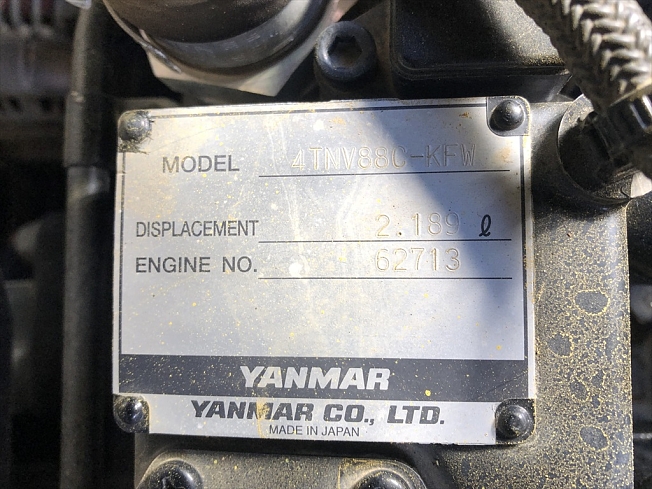 MODEL 4TNV88C-KFW
DISPLACEMENT 2.189 ℓ
ENGINE NO. 62713
YANMAR
YANMAR CO., LTD.
MADE IN JAPAN